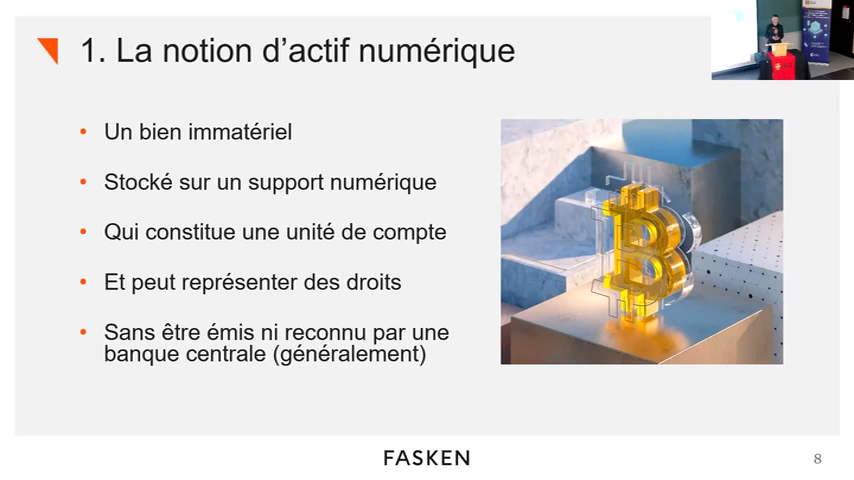 1. La notion d’actif numérique
• Un bien immatériel
• Stocké sur un support numérique
• Qui constitue une unité de compte
• Et peut représenter des droits
• Sans être émis ni reconnu par une
banque centrale (généralement)
FASKEN
8